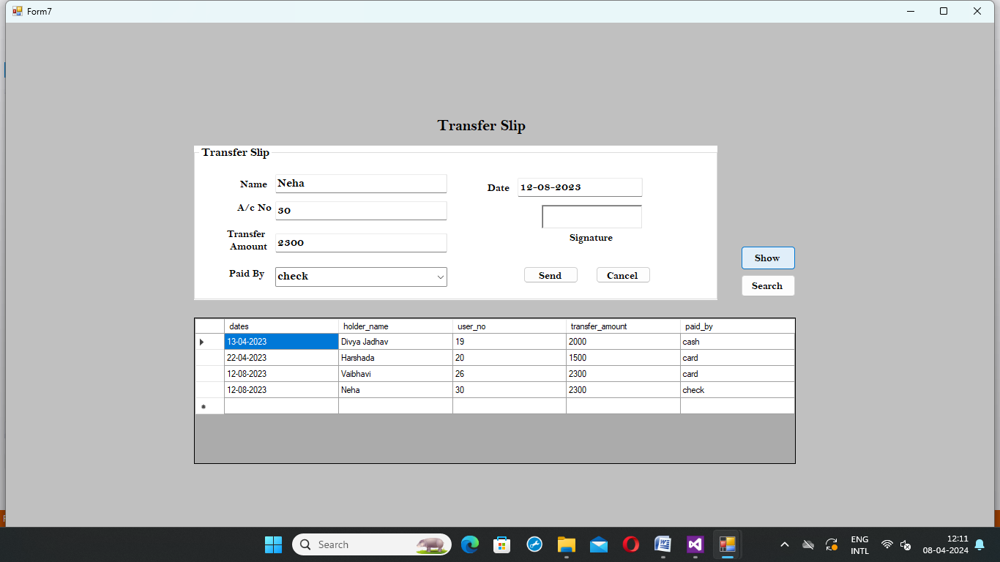 Form7
Transfer Slip
Transfer Slip
Name Neha
Date 12-08-2023
A/c No 30
Signature
Transfer Amount 2300
Paid By check
Send Cancel
Show
Search
dates holder_name user_no transfer_amount paid_by
13-04-2023 Divya Jadhav 19 2000 cash
22-04-2023 Harshada 20 1500 card
12-08-2023 Vaibhavi 26 2300 card
12-08-2023 Neha 30 2300 check
Search
ENG
INTL
12:11
08-04-2024